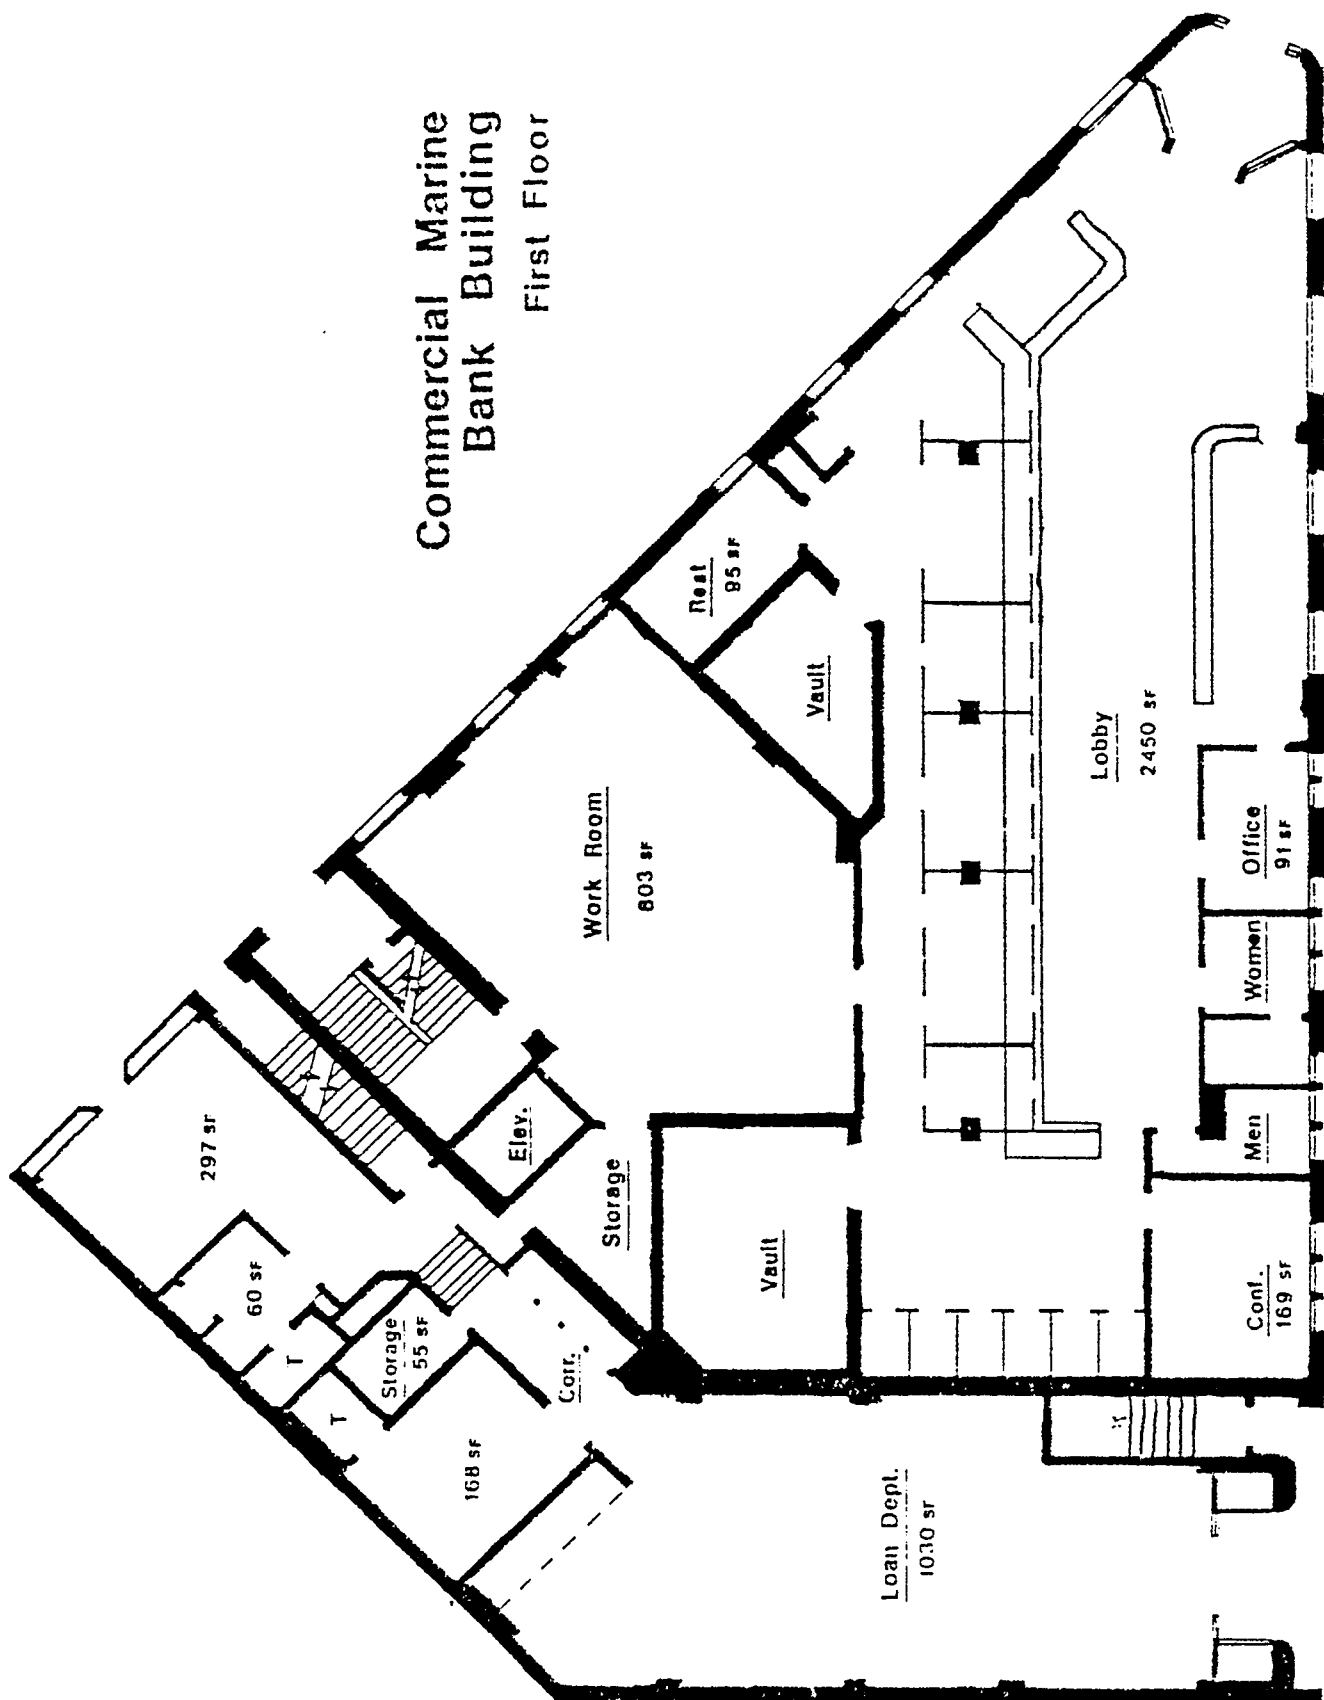 Commercial Marine
Bank Building
First Floor
297 SF
60 SF
T
Storage
55 SF
T
168 SF
Corr.
Elev.
Storage
Work Room
803 SF
Rest
95 SF
Vault
Vault
Lobby
2450 SF
Office
91 SF
Women
Men
Conf.
169 SF
Loan Dept.
1030 SF